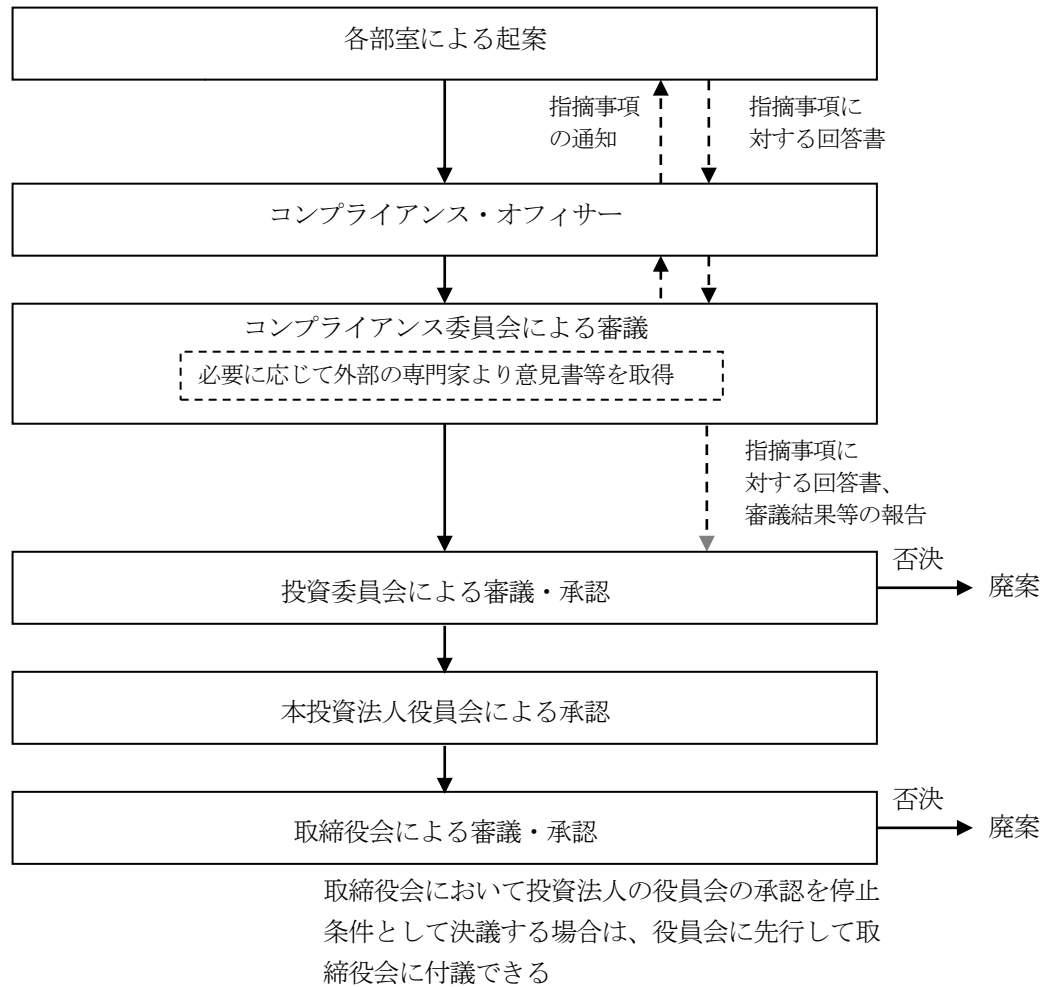 各部室による起案
指摘事項
の通知
指摘事項に
対する回答書
コンプライアンス・オフィサー
コンプライアンス委員会による審議
必要に応じて外部の専門家より意見書等を取得
指摘事項に
対する回答書、
審議結果等の報告
投資委員会による審議・承認
否決
廃案
本投資法人役員会による承認
取締役会による審議・承認
否決
廃案
取締役会において投資法人の役員会の承認を停止
条件として決議する場合は、役員会に先行して取
締役会に付議できる